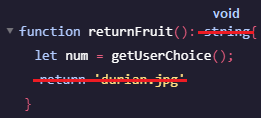 void
function returnFruit(): string{
let num = getUserChoice();
return 'durian.jpg'
}